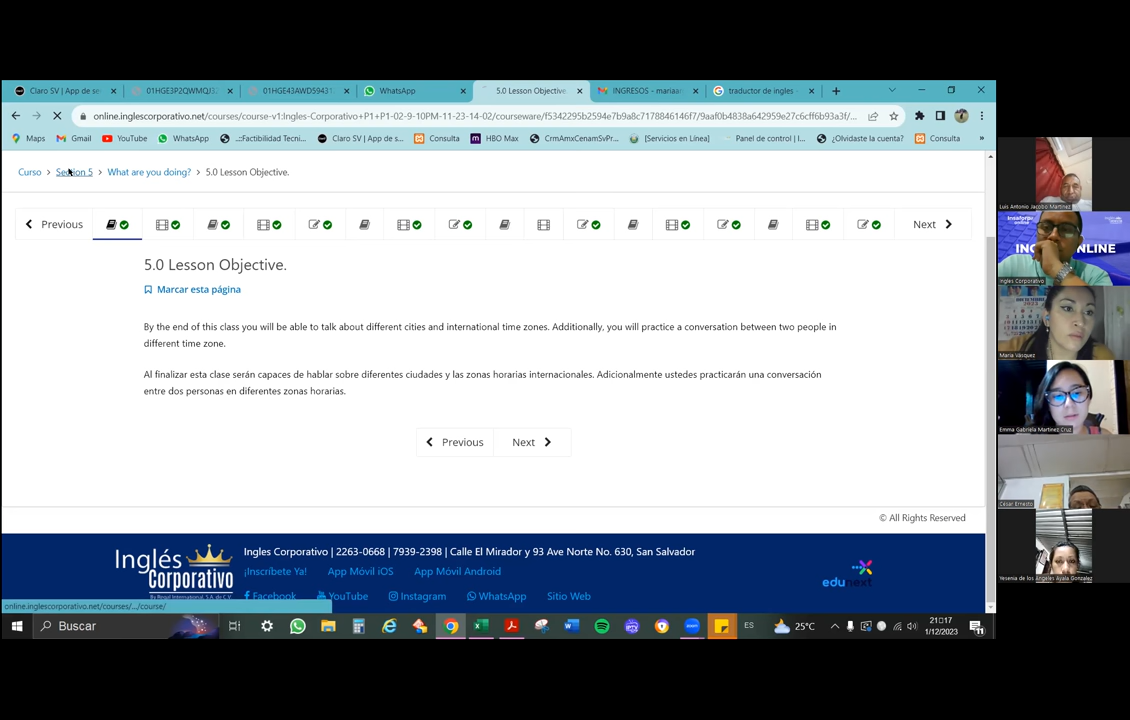 Claro SV | App de se
01HGE3P2QWMQJ3
01HGE43AWD59431
WhatsApp
5.0 Lesson Objective.
INGRESOS - mariaan
traductor de ingles -
online.inglescorporativo.net/courses/course-v1:Ingles-Corporativo+P1+P1-02-9-10PM-11-23-14-02/courseware/f5342295b2594e7b9a8c7178846146f7/9aaf0b4838a642959e27c6cff6b93a3f/...
Maps
Gmail
YouTube
WhatsApp
..::Factibilidad Tecni...
Claro SV | App de s...
Consulta
HBO Max
CrmAmxCenamSvPr...
[Servicios en Línea]
Panel de control |...
¿Olvidaste la cuenta?
Consulta
»
Curso > Section 5 > What are you doing? > 5.0 Lesson Objective.
Previous
Next
5.0 Lesson Objective.
Marcar esta página
By the end of this class you will be able to talk about different cities and international time zones. Additionally, you will practice a conversation between two people in
different time zone.
Al finalizar esta clase serán capaces de hablar sobre diferentes ciudades y las zonas horarias internacionales. Adicionalmente ustedes practicarán una conversación
entre dos personas en diferentes zonas horarias.
Previous
Next
© All Rights Reserved
Inglés
Corporativo
Ingles Corporativo | 2263-0668 | 7939-2398 | Calle El Mirador y 93 Ave Norte No. 630, San Salvador
¡Inscríbete Ya!
App Móvil iOS
App Móvil Android
Facebook
YouTube
Instagram
WhatsApp
Sitio Web
edunext
online.inglescorporativo.net/courses/.../course/
Buscar
ES
25°C
21:17
1/12/2023
11
Luis Antonio Jacobo Martinez
Insaforp
online
ONLINE
Ingles Corporativo
Maria Vásquez
Emma Gabriela Martinez Cruz
César Ernesto
Yesenia de los Angeles Ayala Gonzalez